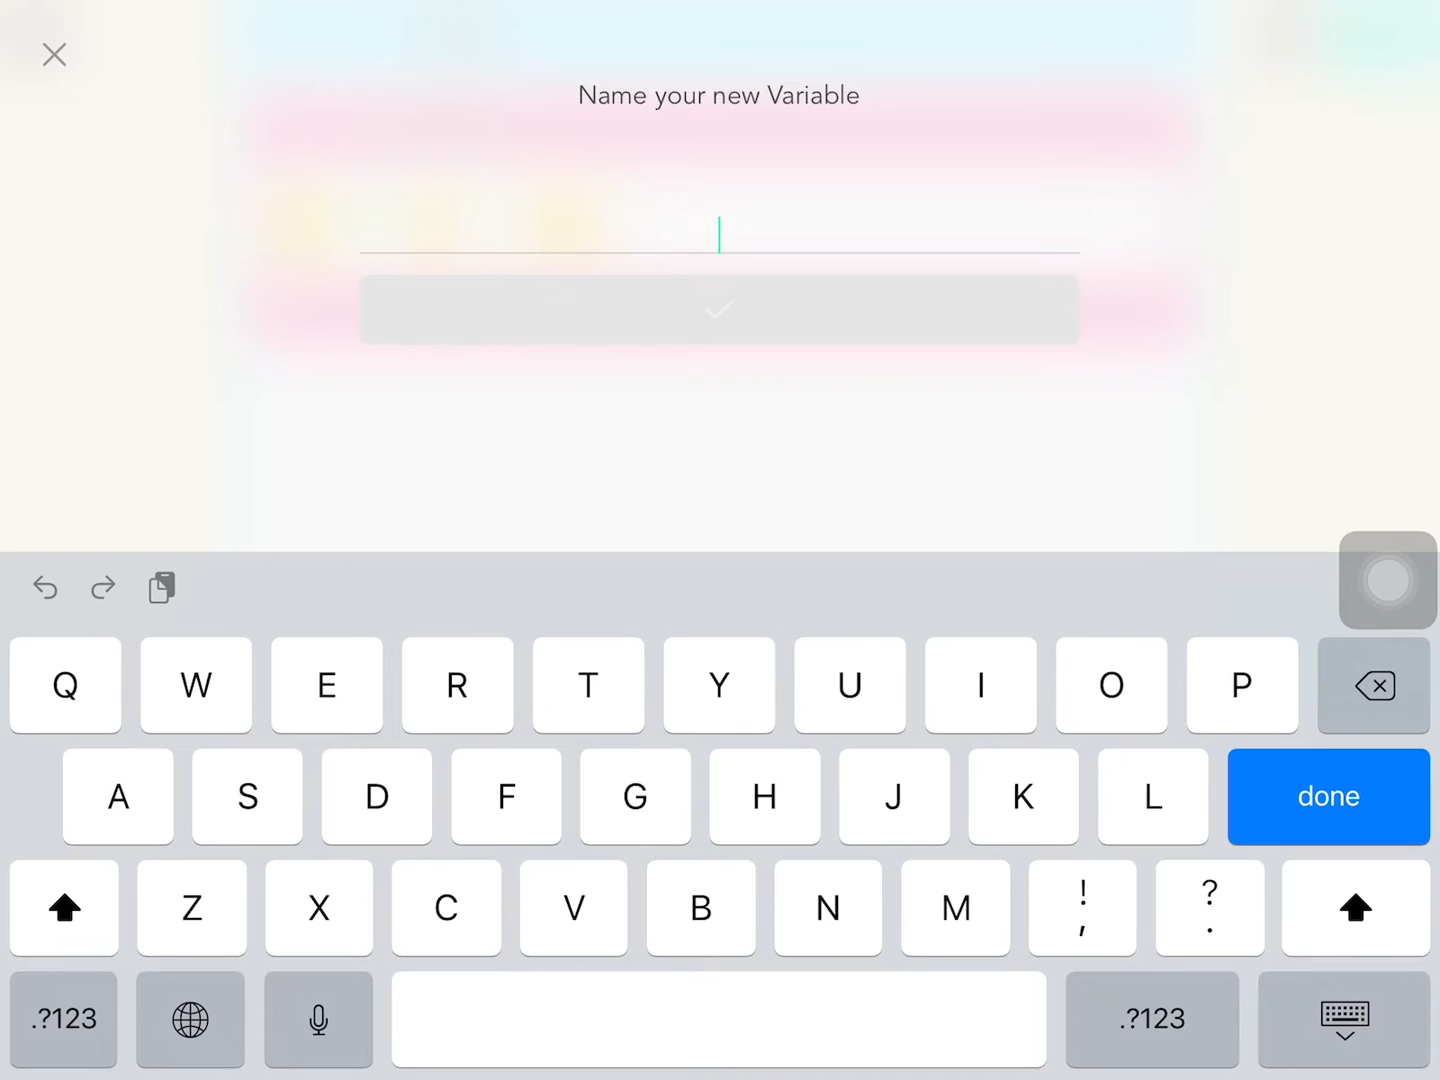 Name your new Variable
Q W E R T Y U I O P
A S D F G H J K L done
Z X C V B N M ! , ? .
.?123 .?123